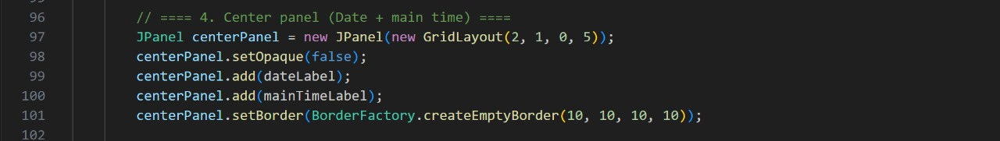 96 // ==== 4. Center panel (Date + main time) ====
97 JPanel centerPanel = new JPanel(new GridLayout(2, 1, 0, 5));
98 centerPanel.setOpaque(false);
99 centerPanel.add(dateLabel);
100 centerPanel.add(mainTimeLabel);
101 centerPanel.setBorder(BorderFactory.createEmptyBorder(10, 10, 10, 10));
102